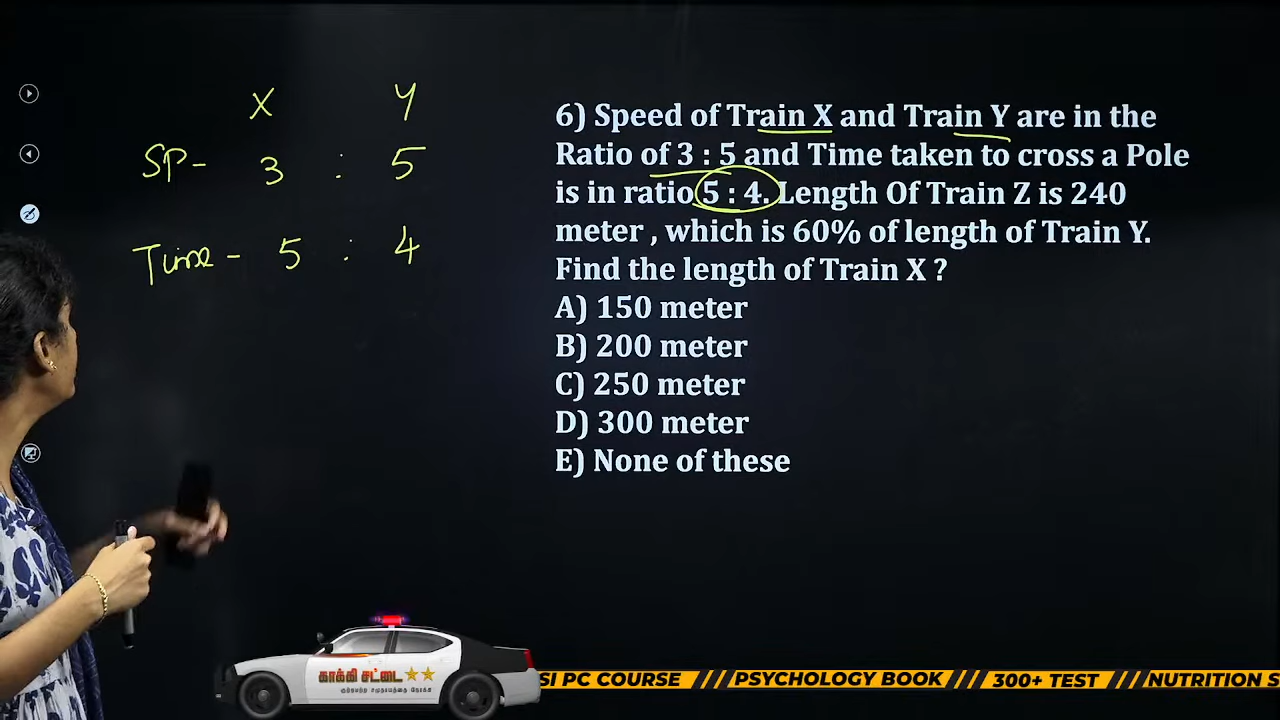 X Y
SP- 3 : 5
Time - 5 : 4
6) Speed of Train X and Train Y are in the
Ratio of 3 : 5 and Time taken to cross a Pole
is in ratio 5 : 4. Length Of Train Z is 240
meter , which is 60% of length of Train Y.
Find the length of Train X ?
A) 150 meter
B) 200 meter
C) 250 meter
D) 300 meter
E) None of these
காக்கி சட்டை
SI PC COURSE /// PSYCHOLOGY BOOK /// 300+ TEST /// NUTRITION S